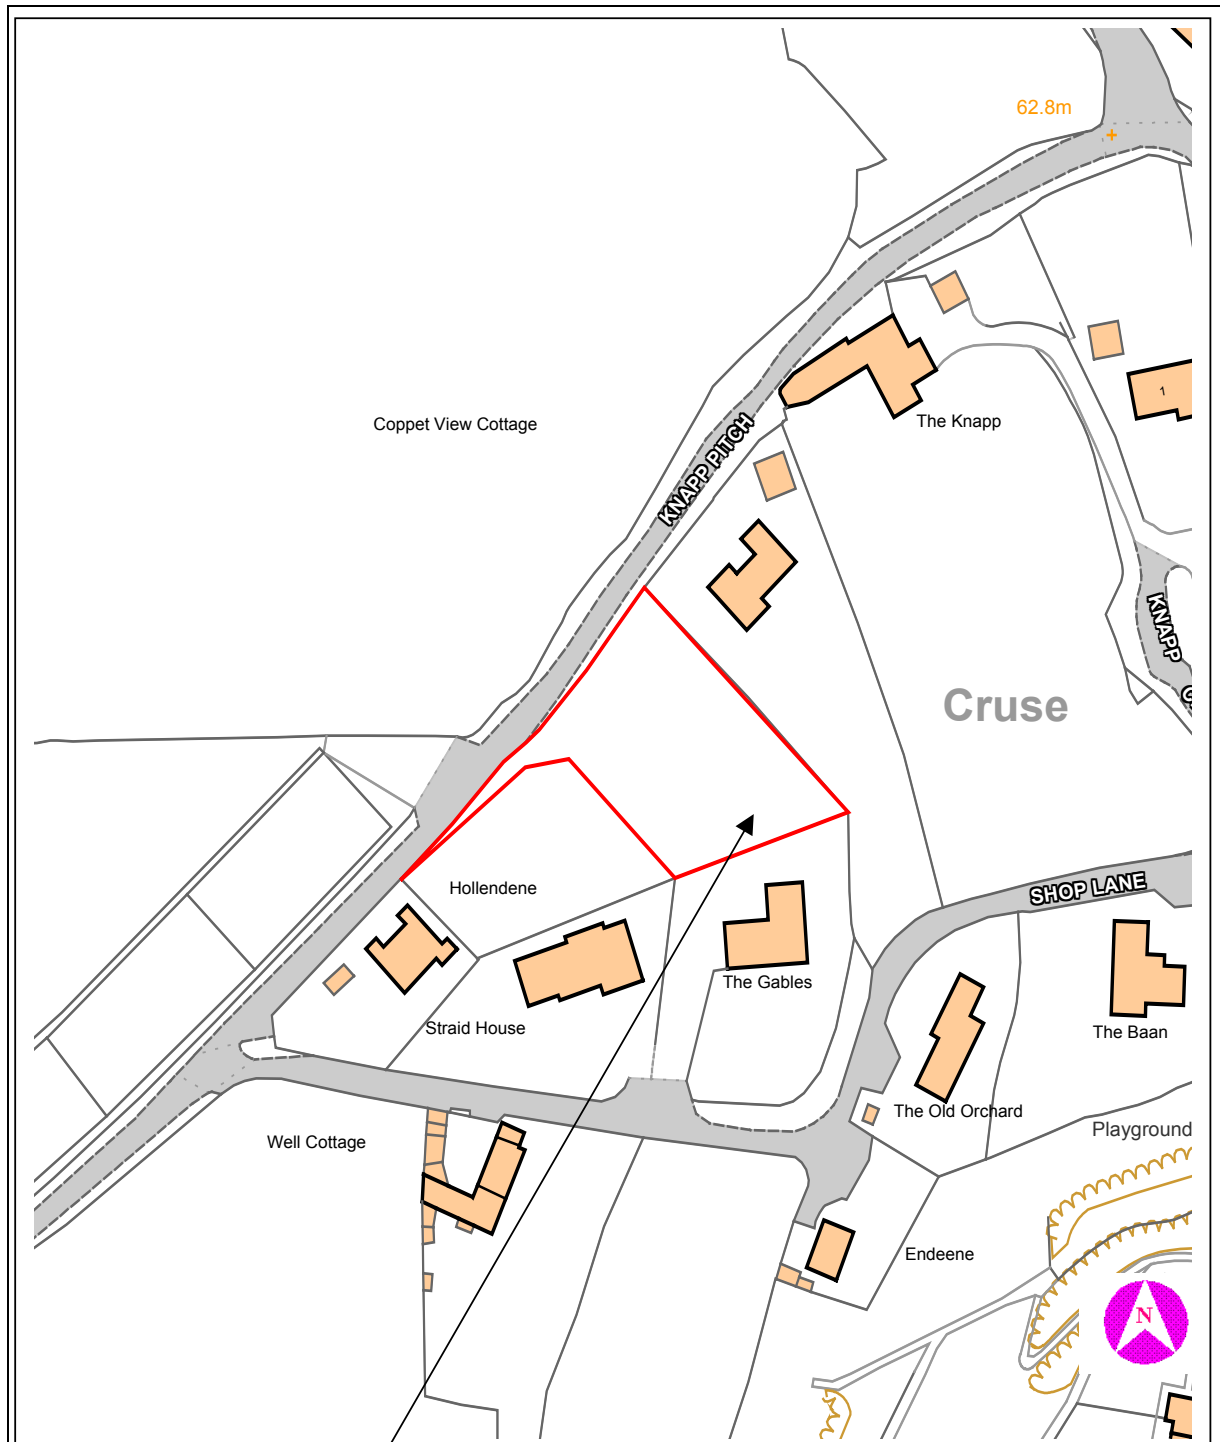 62.8m
Coppet View Cottage
KNAPP PITCH
The Knapp
1
KNAPP
Cruse
Hollendene
SHOP LANE
The Gables
Straid House
The Baan
The Old Orchard
Playground
Well Cottage
Endeene
N